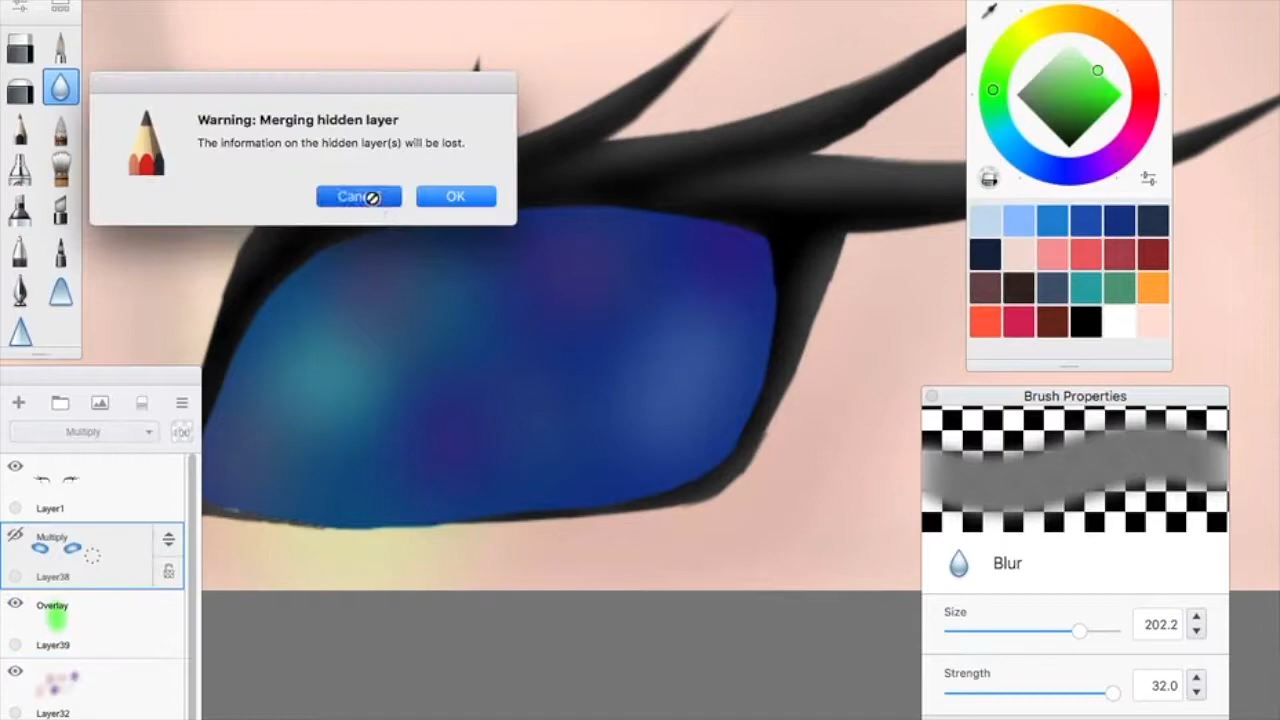 Warning: Merging hidden layer
The information on the hidden layer(s) will be lost.
OK
Multiply
Layer1
Multiply
Layer38
Overlay
Layer39
Layer32
Brush Properties
Blur
Size
202.2
Strength
32.0